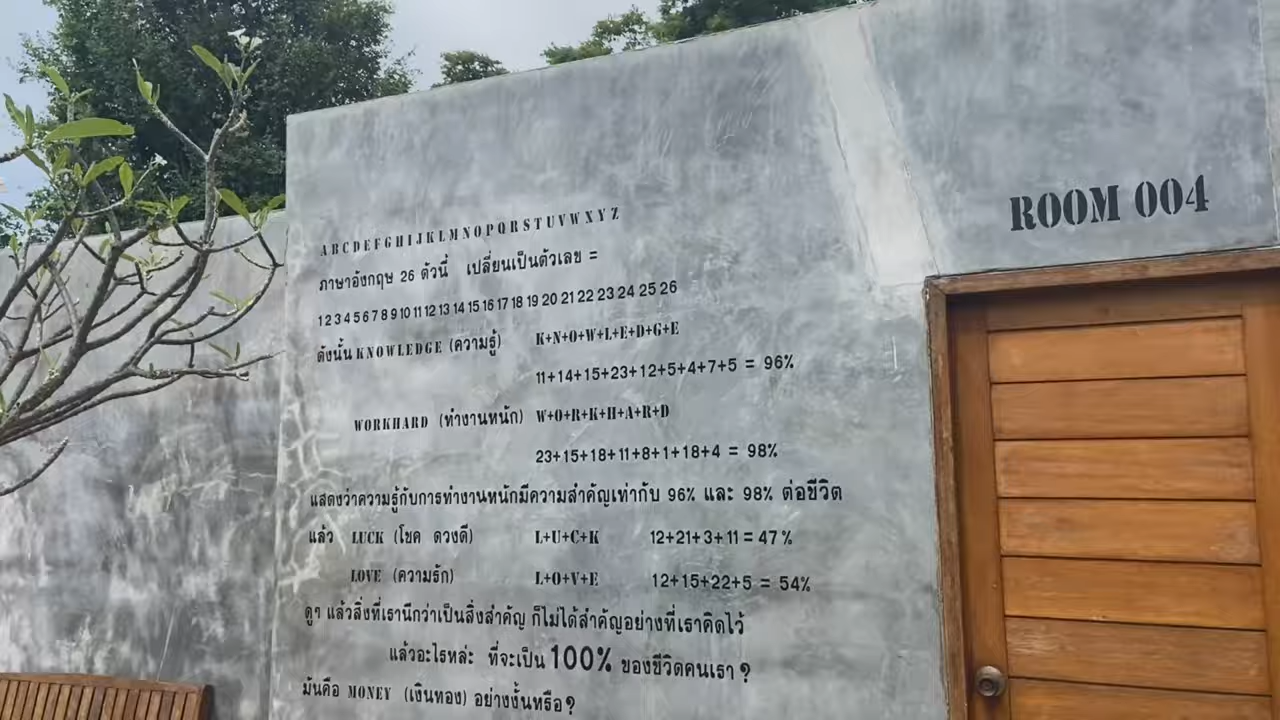 A B C D E F G H I J K L M N O P Q R S T U V W X Y Z
ภาษาอังกฤษ 26 ตัวนี้ เปลี่ยนเป็นตัวเลข =
1 2 3 4 5 6 7 8 9 10 11 12 13 14 15 16 17 18 19 20 21 22 23 24 25 26
ดังนั้น KNOWLEDGE (ความรู้) K+N+O+W+L+E+D+G+E
11+14+15+23+12+5+4+7+5 = 96%
WORKHARD (ทำงานหนัก) W+O+R+K+H+A+R+D
23+15+18+11+8+1+18+4 = 98%
แสดงว่าความรู้กับการทำงานหนักมีความสำคัญเท่ากับ 96% และ 98% ต่อชีวิต
แล้ว LUCK (โชค ดวงดี) L+U+C+K 12+21+3+11 = 47%
LOVE (ความรัก) L+O+V+E 12+15+22+5 = 54%
ดูๆ แล้วสิ่งที่เรานึกว่าเป็นสิ่งสำคัญ ก็ไม่ได้สำคัญอย่างที่เราคิดไว้
แล้วอะไรหล่ะ ที่จะเป็น 100% ของชีวิตคนเรา ?
มันคือ MONEY (เงินทอง) อย่างงั้นหรือ ?
ROOM 004